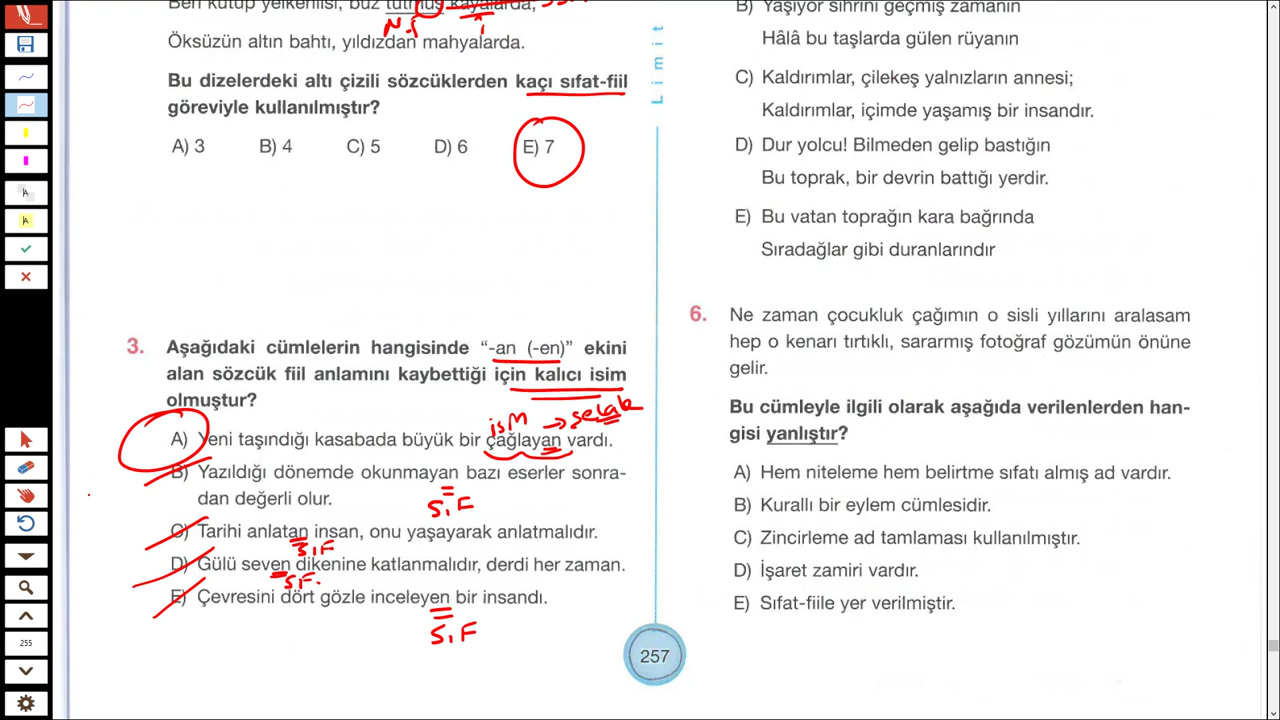 Ben kutup yelkenlisi, buz tutmuş kayalarda;
Öksüzün altın bahtı, yıldızdan mahyalarda.
Bu dizelerdeki altı çizili sözcüklerden kaçı sıfat-fiil
göreviyle kullanılmıştır?
A) 3 B) 4 C) 5 D) 6 E) 7
3. Aşağıdaki cümlelerin hangisinde “-an (-en)” ekini
alan sözcük fiil anlamını kaybettiği için kalıcı isim
olmuştur?
isM → şelale
A) Yeni taşındığı kasabada büyük bir çağlayan vardı.
B) Yazıldığı dönemde okunmayan bazı eserler sonra-
dan değerli olur.
S.F
C) Tarihi anlatan insan, onu yaşayarak anlatmalıdır.
S.F
D) Gülü seven dikenine katlanmalıdır, derdi her zaman.
S.F.
E) Çevresini dört gözle inceleyen bir insandı.
S.F
Limit
257
B) Yaşıyor sihrini geçmiş zamanın
Hâlâ bu taşlarda gülen rüyanın
C) Kaldırımlar, çilekeş yalnızların annesi;
Kaldırımlar, içimde yaşamış bir insandır.
D) Dur yolcu! Bilmeden gelip bastığın
Bu toprak, bir devrin battığı yerdir.
E) Bu vatan toprağın kara bağrında
Sıradağlar gibi duranlarındır
6. Ne zaman çocukluk çağımın o sisli yıllarını aralasam
hep o kenarı tırtıklı, sararmış fotoğraf gözümün önüne
gelir.
Bu cümleyle ilgili olarak aşağıda verilenlerden han-
gisi yanlıştır?
A) Hem niteleme hem belirtme sıfatı almış ad vardır.
B) Kurallı bir eylem cümlesidir.
C) Zincirleme ad tamlaması kullanılmıştır.
D) İşaret zamiri vardır.
E) Sıfat-fiile yer verilmiştir.
255